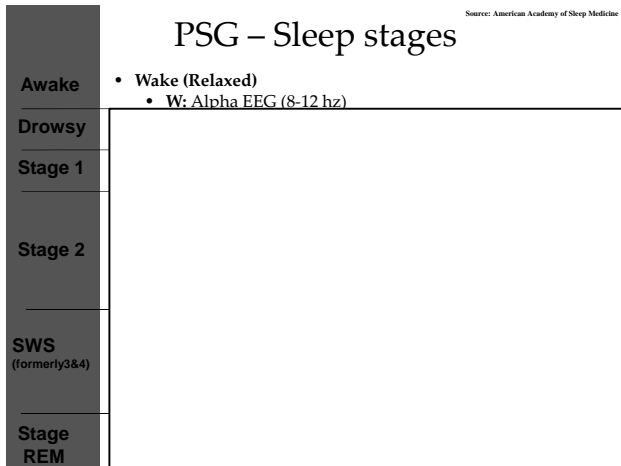 Source: American Academy of Sleep Medicine
PSG – Sleep stages
Awake
• Wake (Relaxed)
• W: Alpha EEG (8-12 hz)
Drowsy
Stage 1
Stage 2
SWS
(formerly3&4)
Stage
REM